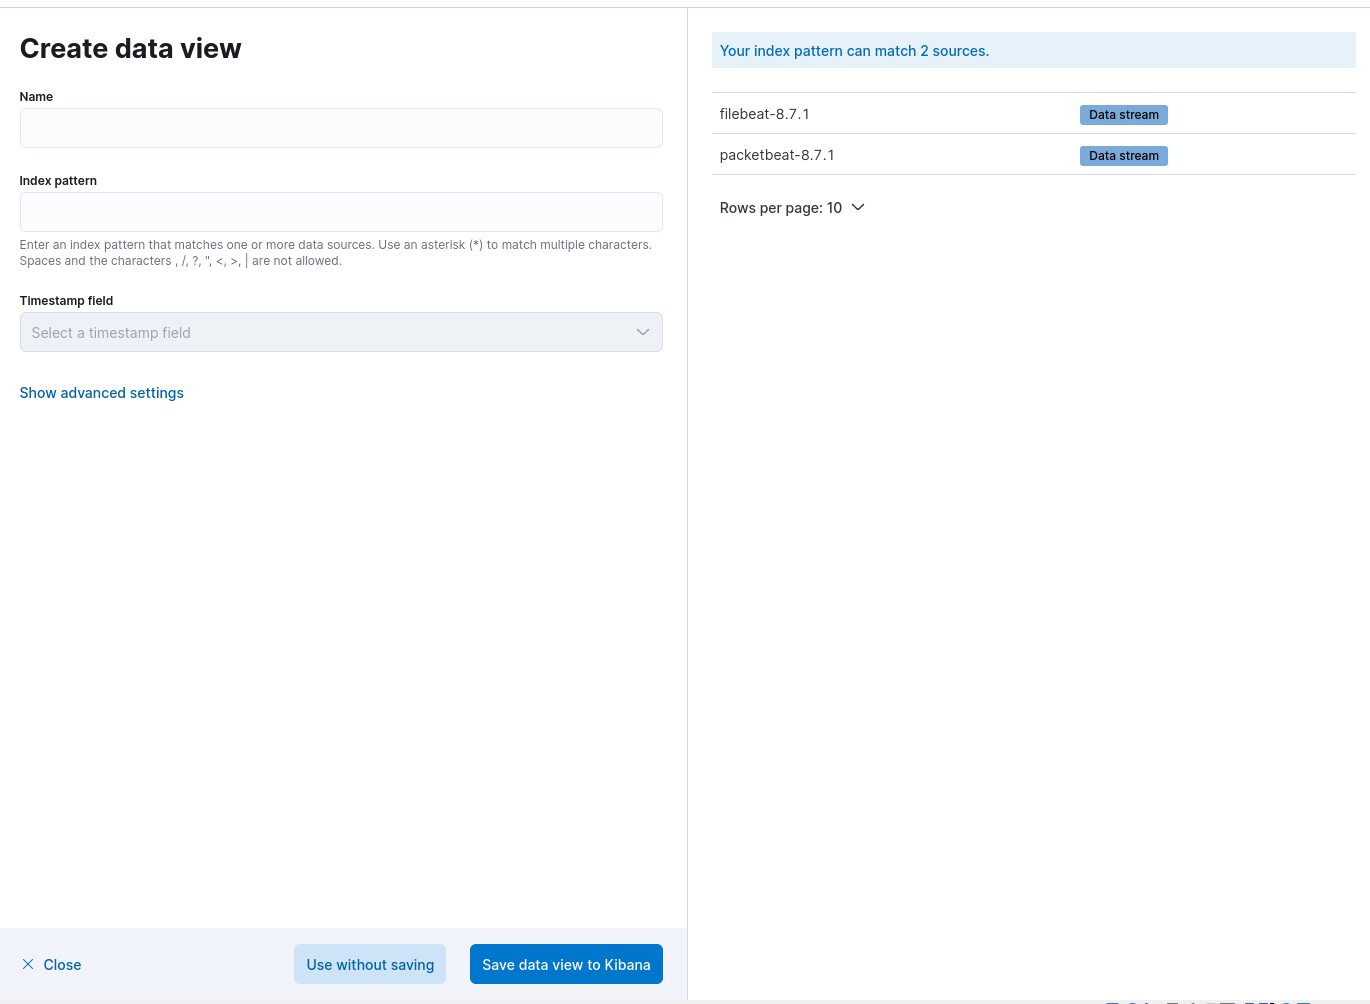 Create data view
Name
Index pattern
Enter an index pattern that matches one or more data sources. Use an asterisk (*) to match multiple characters.
Spaces and the characters , /, ?, ", <, >, | are not allowed.
Timestamp field
Select a timestamp field
Show advanced settings
Close
Use without saving
Save data view to Kibana
Your index pattern can match 2 sources.
filebeat-8.7.1 Data stream
packetbeat-8.7.1 Data stream
Rows per page: 10